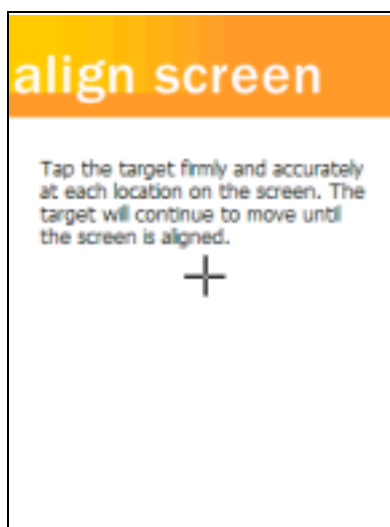 align screen
Tap the target firmly and accurately
at each location on the screen. The
target will continue to move until
the screen is aligned.